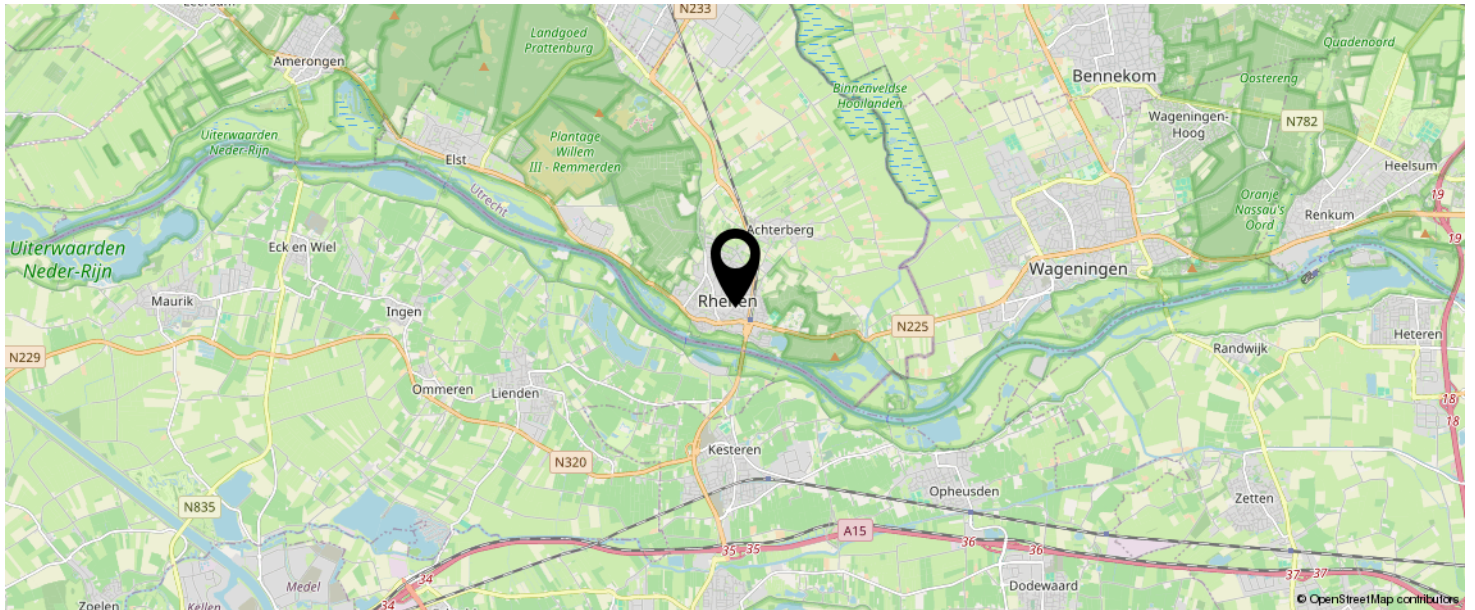 Leersum
N233
Landgoed
Prattenburg
Quadenoord
Amerongen
Bennekom
Oostereng
Binnenveldse
Hooilanden
Wageningen-
Hoog
N782
Uiterwaarden
Neder-Rijn
Plantage
Willem
III - Remmerden
Elst
Heelsum
Utrecht
Oranje
Nassau's
Oord
19
Renkum
Achterberg
19
Eck en Wiel
Uiterwaarden
Neder-Rijn
Wageningen
Maurik
Rhenen
Ingen
N225
Heteren
N229
Randwijk
Ommeren
Lienden
18
18
Kesteren
N320
Opheusden
Zetten
N835
A15
35
35
36
36
34
Medel
37
37
Dodewaard
34
Zoelen
Kellen
© OpenStreetMap contributors